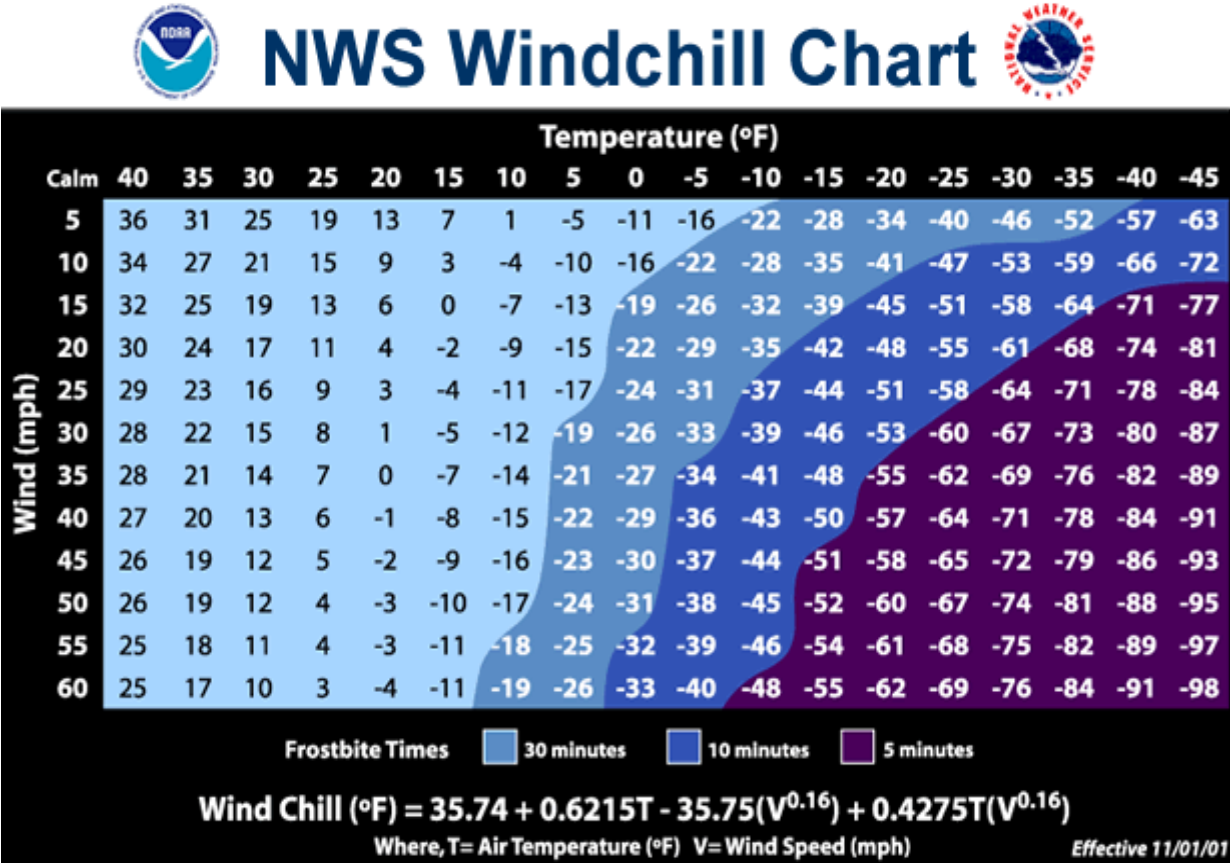 NOAA
NWS Windchill Chart
NATIONAL WEATHER SERVICE
Temperature (ºF)
Calm 40 35 30 25 20 15 10 5 0 -5 -10 -15 -20 -25 -30 -35 -40 -45
5 36 31 25 19 13 7 1 -5 -11 -16 -22 -28 -34 -40 -46 -52 -57 -63
10 34 27 21 15 9 3 -4 -10 -16 -22 -28 -35 -41 -47 -53 -59 -66 -72
15 32 25 19 13 6 0 -7 -13 -19 -26 -32 -39 -45 -51 -58 -64 -71 -77
20 30 24 17 11 4 -2 -9 -15 -22 -29 -35 -42 -48 -55 -61 -68 -74 -81
25 29 23 16 9 3 -4 -11 -17 -24 -31 -37 -44 -51 -58 -64 -71 -78 -84
30 28 22 15 8 1 -5 -12 -19 -26 -33 -39 -46 -53 -60 -67 -73 -80 -87
35 28 21 14 7 0 -7 -14 -21 -27 -34 -41 -48 -55 -62 -69 -76 -82 -89
40 27 20 13 6 -1 -8 -15 -22 -29 -36 -43 -50 -57 -64 -71 -78 -84 -91
45 26 19 12 5 -2 -9 -16 -23 -30 -37 -44 -51 -58 -65 -72 -79 -86 -93
50 26 19 12 4 -3 -10 -17 -24 -31 -38 -45 -52 -60 -67 -74 -81 -88 -95
55 25 18 11 4 -3 -11 -18 -25 -32 -39 -46 -54 -61 -68 -75 -82 -89 -97
60 25 17 10 3 -4 -11 -19 -26 -33 -40 -48 -55 -62 -69 -76 -84 -91 -98
Wind (mph)
Frostbite Times 30 minutes 10 minutes 5 minutes
Wind Chill (ºF) = 35.74 + 0.6215T - 35.75(V^0.16) + 0.4275T(V^0.16)
Where, T= Air Temperature (ºF) V= Wind Speed (mph)
Effective 11/01/01